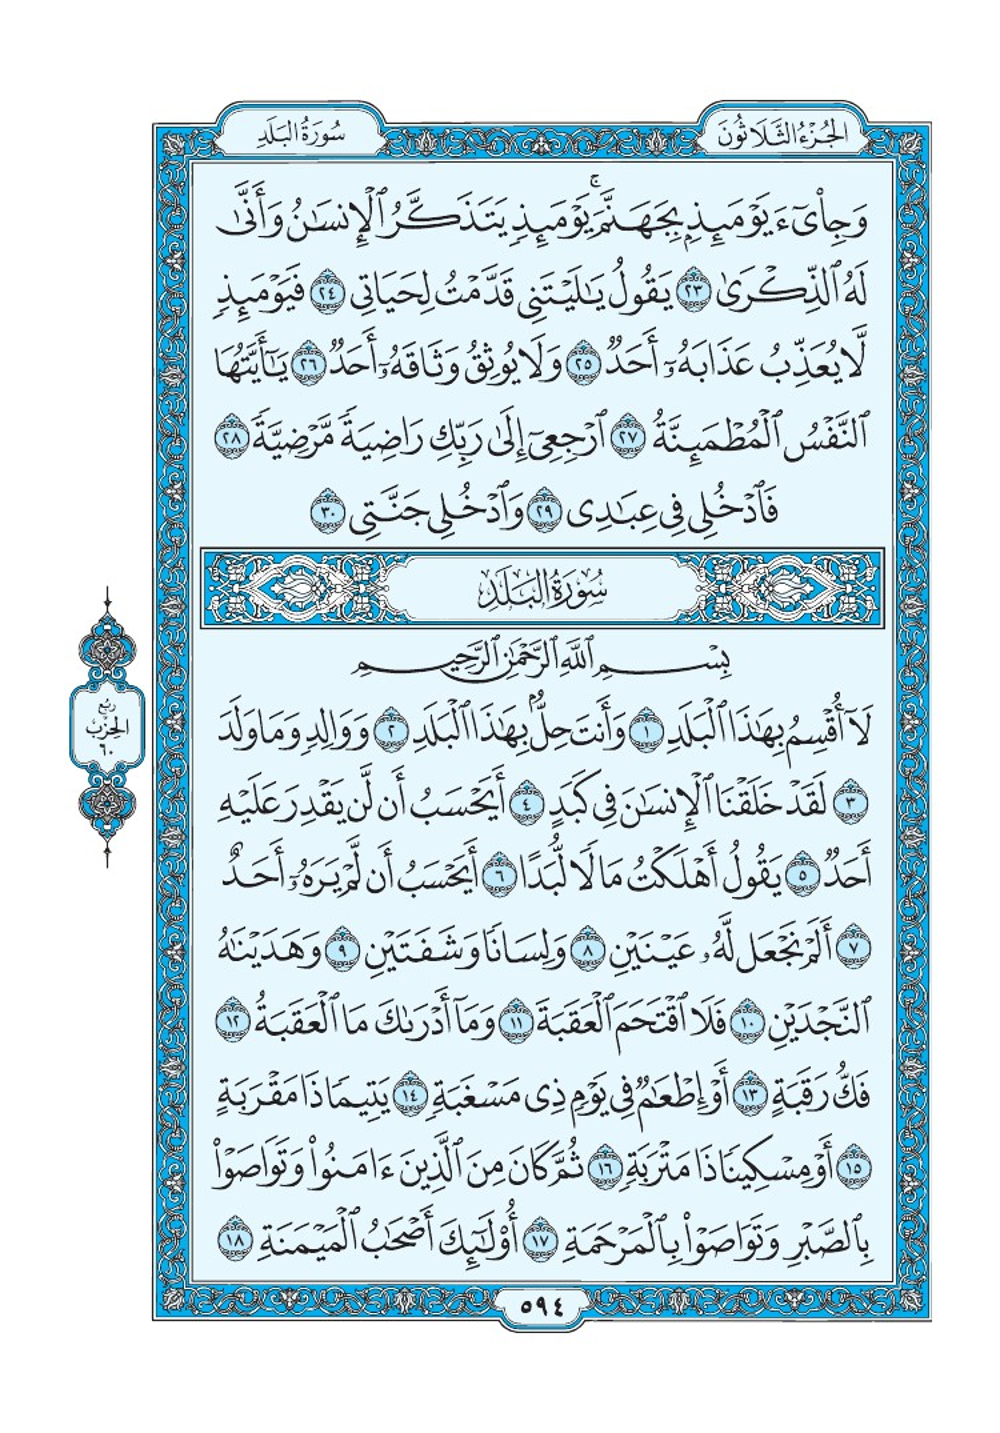 الجُزْءُ الثَّلَاثُونَ
سُورَةُ البَلَدِ
وَجِاْىٓءَ يَوْمَئِذِۭ بِجَهَنَّمَۚ يَوْمَئِذٖ يَتَذَكَّرُ ٱلْإِنسَٰنُ وَأَنَّىٰ
لَهُ ٱلذِّكْرَىٰ ٢٣ يَقُولُ يَٰلَيْتَنِى قَدَّمْتُ لِحَيَاتِى ٢٤ فَيَوْمَئِذٖ
لَّا يُعَذِّبُ عَذَابَهُۥٓ أَحَدٞ ٢٥ وَلَا يُوثِقُ وَثَاقَهُۥٓ أَحَدٞ ٢٦ يَٰٓأَيَّتُهَا
ٱلنَّفْسُ ٱلْمُطْمَئِنَّةُ ٢٧ ٱرْجِعِىٓ إِلَىٰ رَبِّكِ رَاضِيَةٗ مَّرْضِيَّةٗ ٢٨
فَٱدْخُلِى فِى عِبَٰدِى ٢٩ وَٱدْخُلِى جَنَّتِى ٣٠
سُورَةُ البَلَدِ
بِسْمِ ٱللَّهِ ٱلرَّحْمَٰنِ ٱلرَّحِيمِ
لَآ أُقْسِمُ بِهَٰذَا ٱلْبَلَدِ ١ وَأَنتَ حِلُّۢ بِهَٰذَا ٱلْبَلَدِ ٢ وَوَالِدٖ وَمَا وَلَدَ
٣ لَقَدْ خَلَقْنَا ٱلْإِنسَٰنَ فِى كَبَدٍ ٤ أَيَحْسَبُ أَن لَّن يَقْدِرَ عَلَيْهِ
أَحَدٞ ٥ يَقُولُ أَهْلَكْتُ مَالٗا لُّبَدًا ٦ أَيَحْسَبُ أَن لَّمْ يَرَهُۥٓ أَحَدٌ
٧ أَلَمْ نَجْعَل لَّهُۥ عَيْنَيْنِ ٨ وَلِسَانٗا وَشَفَتَيْنِ ٩ وَهَدَيْنَٰهُ
ٱلنَّجْدَيْنِ ١٠ فَلَا ٱقْتَحَمَ ٱلْعَقَبَةَ ١١ وَمَآ أَدْرَىٰكَ مَا ٱلْعَقَبَةُ ١٢
فَكُّ رَقَبَةٍ ١٣ أَوْ إِطْعَٰمٞ فِى يَوْمٖ ذِى مَسْغَبَةٖ ١٤ يَتِيمٗا ذَا مَقْرَبَةٍ
١٥ أَوْ مِسْكِينٗا ذَا مَتْرَبَةٖ ١٦ ثُمَّ كَانَ مِنَ ٱلَّذِينَ ءَامَنُوا۟ وَتَوَاصَوْا۟
بِٱلصَّبْرِ وَتَوَاصَوْا۟ بِٱلْمَرْحَمَةِ ١٧ أُو۟لَٰٓئِكَ أَصْحَٰبُ ٱلْمَيْمَنَةِ ١٨
رُبْعُ
الحِزْب
٦٠
٥٩٤